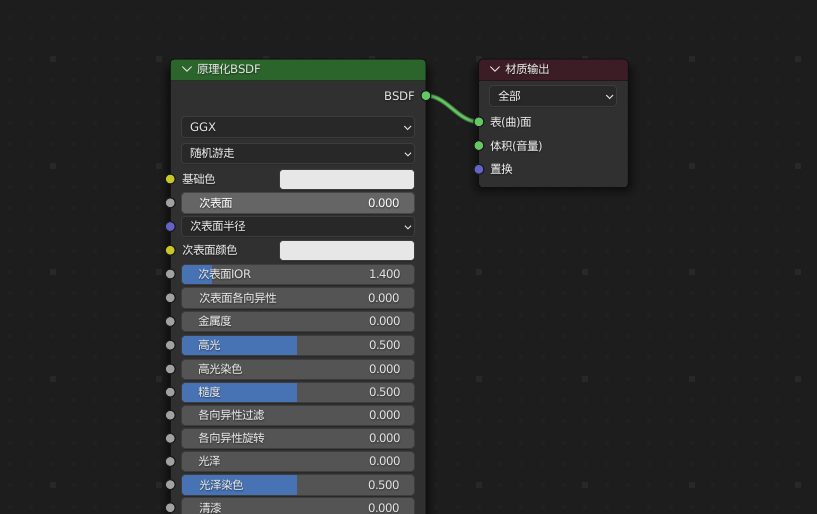 原理化BSDF
BSDF
GGX
随机游走
基础色
次表面 0.000
次表面半径
次表面颜色
次表面IOR 1.400
次表面各向异性 0.000
金属度 0.000
高光 0.500
高光染色 0.000
糙度 0.500
各向异性过滤 0.000
各向异性旋转 0.000
光泽 0.000
光泽染色 0.500
清漆 0.000
材质输出
全部
表(曲)面
体积(音量)
置换